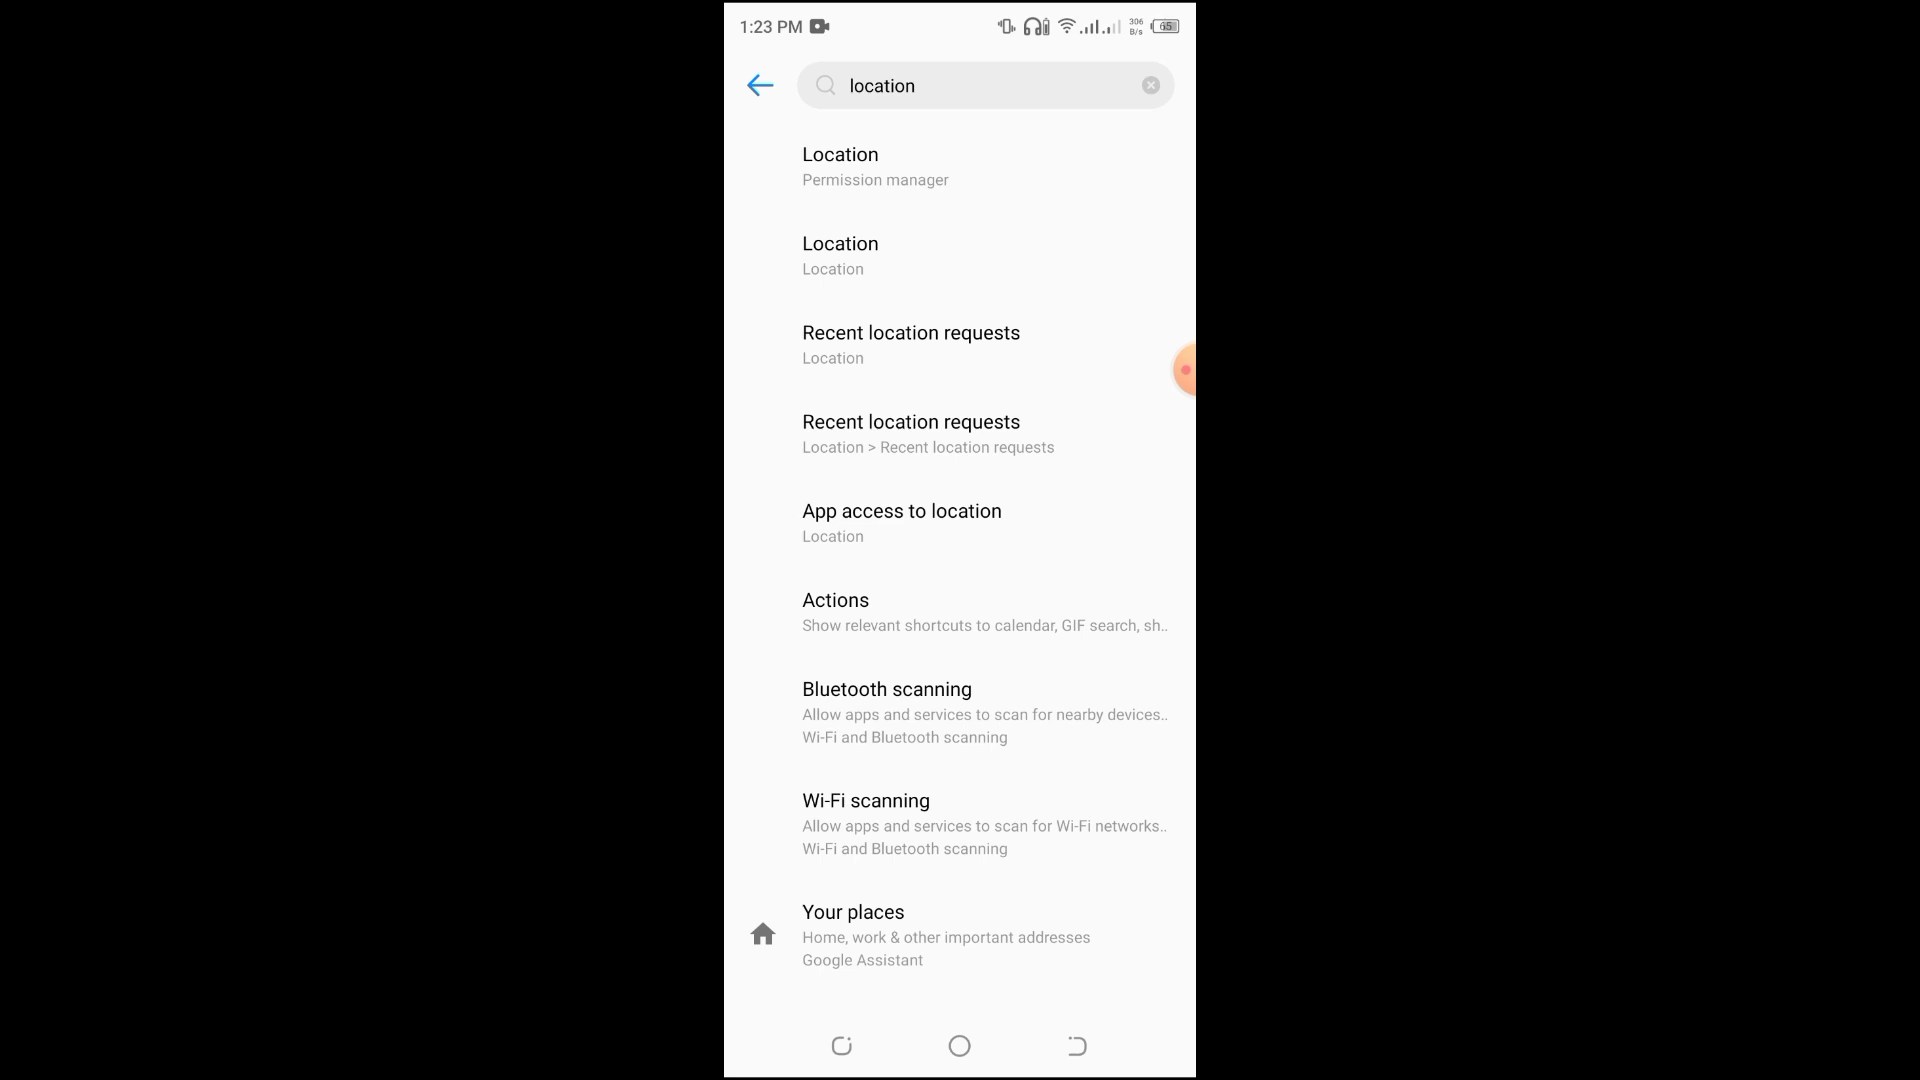 1:23 PM
306
B/s
65
location
Location
Permission manager
Location
Location
Recent location requests
Location
Recent location requests
Location > Recent location requests
App access to location
Location
Actions
Show relevant shortcuts to calendar, GIF search, sh..
Bluetooth scanning
Allow apps and services to scan for nearby devices..
Wi-Fi and Bluetooth scanning
Wi-Fi scanning
Allow apps and services to scan for Wi-Fi networks..
Wi-Fi and Bluetooth scanning
Your places
Home, work & other important addresses
Google Assistant